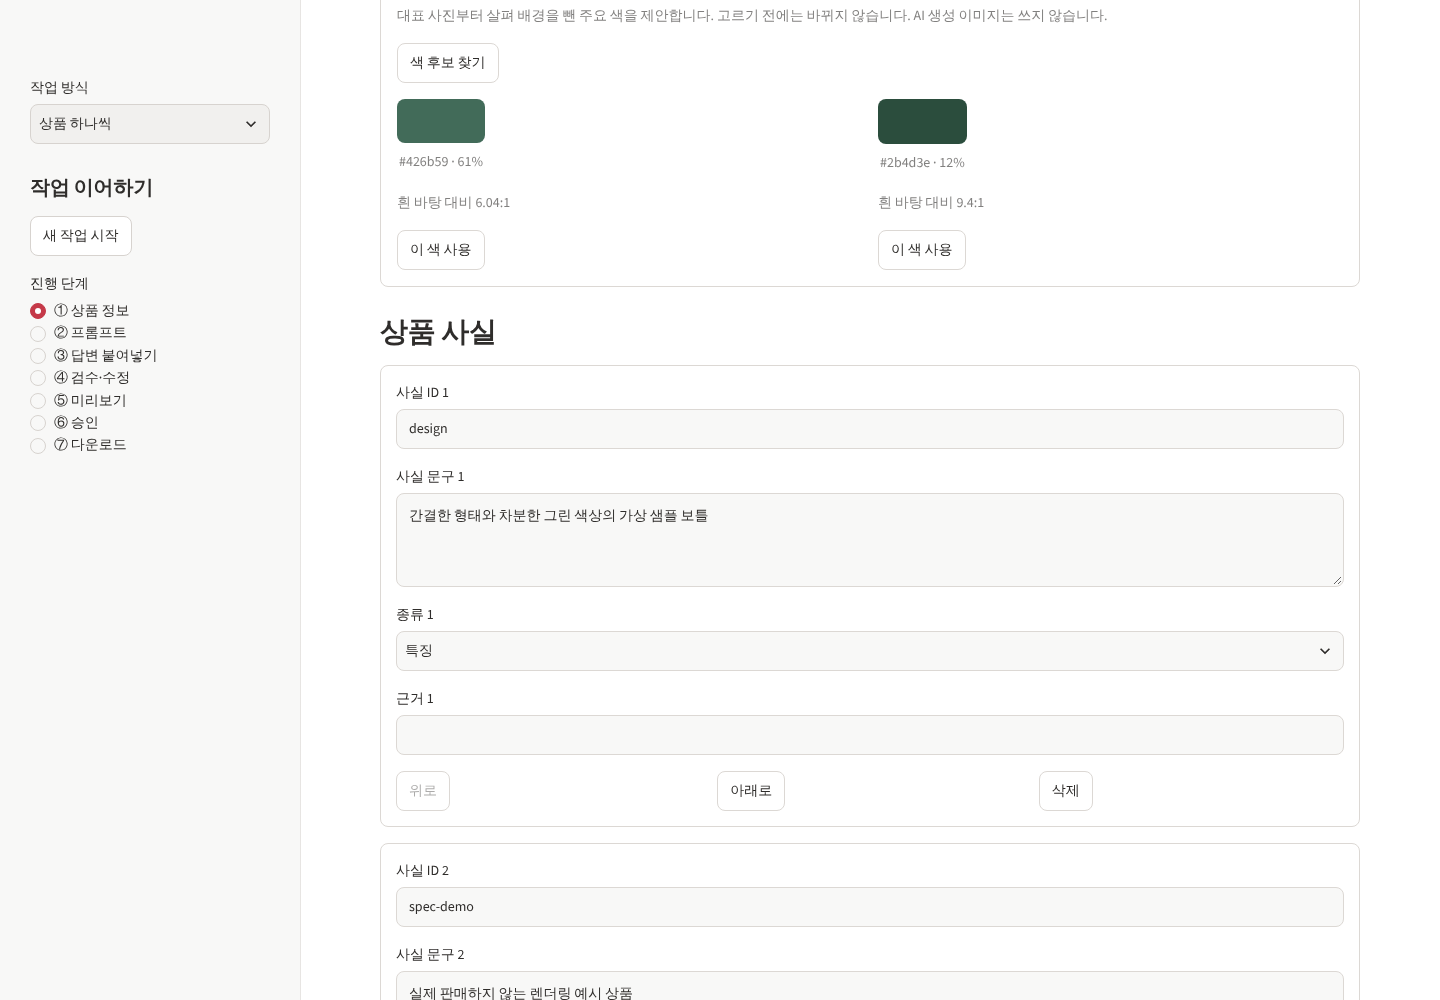 대표 사진부터 살펴 배경을 뺀 주요 색을 제안합니다. 고르기 전에는 바뀌지 않습니다. AI 생성 이미지는 쓰지 않습니다.
작업 방식
상품 하나씩
작업 이어하기
새 작업 시작
진행 단계
① 상품 정보
② 프롬프트
③ 답변 붙여넣기
④ 검수·수정
⑤ 미리보기
⑥ 승인
⑦ 다운로드
색 후보 찾기
#426b59 · 61%
#2b4d3e · 12%
흰 바탕 대비 6.04:1
흰 바탕 대비 9.4:1
이 색 사용
이 색 사용
상품 사실
사실 ID 1
design
사실 문구 1
간결한 형태와 차분한 그린 색상의 가상 샘플 보틀
종류 1
특징
근거 1
위로
아래로
삭제
사실 ID 2
spec-demo
사실 문구 2
실제 판매하지 않는 렌더링 예시 상품